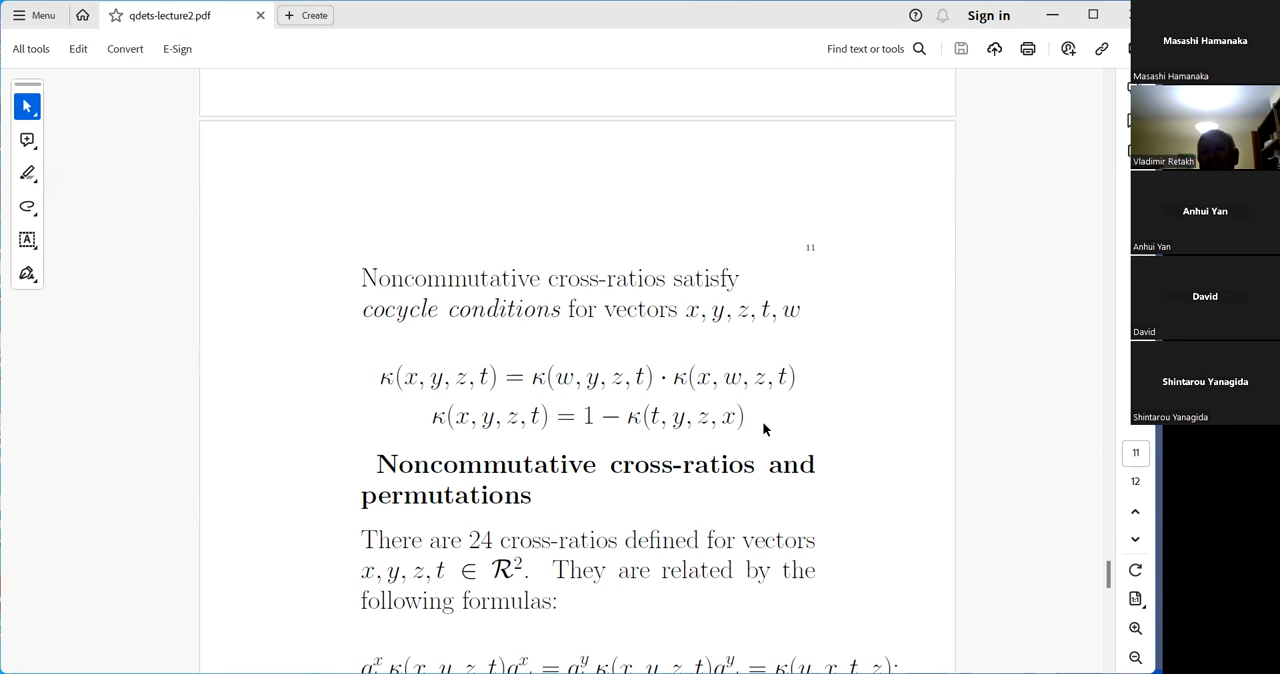 Menu
qdets-lecture2.pdf
Create
Sign in
All tools
Edit
Convert
E-Sign
Find text or tools
11
Noncommutative cross-ratios satisfy
cocycle conditions for vectors x, y, z, t, w
κ(x, y, z, t) = κ(w, y, z, t) · κ(x, w, z, t)
κ(x, y, z, t) = 1 − κ(t, y, z, x)
Noncommutative cross-ratios and
permutations
There are 24 cross-ratios defined for vectors
x, y, z, t ∈ 𝓡². They are related by the
following formulas:
Masashi Hamanaka
Masashi Hamanaka
Vladimir Retakh
Anhui Yan
Anhui Yan
David
David
Shintarou Yanagida
Shintarou Yanagida
11
12